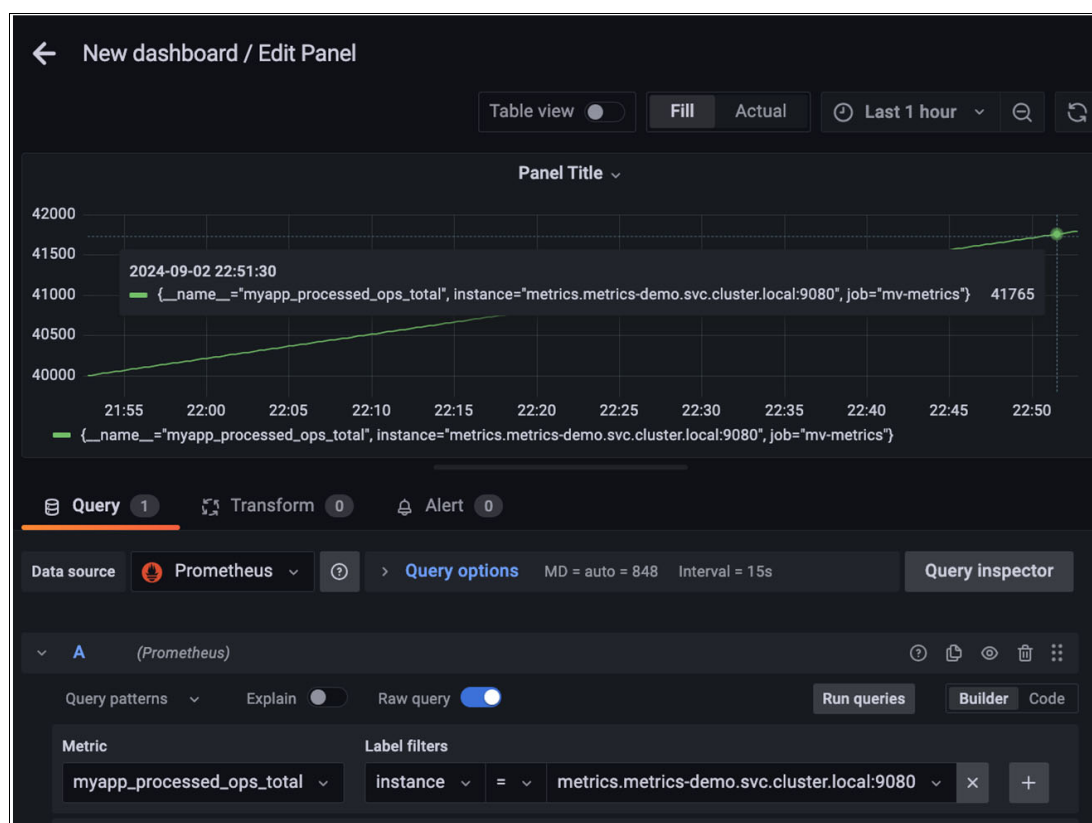 New dashboard / Edit Panel
Table view Fill Actual Last 1 hour
Panel Title
42000
41500
41000
40500
40000
2024-09-02 22:51:30
{__name__="myapp_processed_ops_total", instance="metrics.metrics-demo.svc.cluster.local:9080", job="mv-metrics"} 41765
21:55 22:00 22:05 22:10 22:15 22:20 22:25 22:30 22:35 22:40 22:45 22:50
{__name__="myapp_processed_ops_total", instance="metrics.metrics-demo.svc.cluster.local:9080", job="mv-metrics"}
Query 1 Transform 0 Alert 0
Data source Prometheus Query options MD = auto = 848 Interval = 15s Query inspector
A (Prometheus)
Query patterns Explain Raw query Run queries Builder Code
Metric Label filters
myapp_processed_ops_total instance = metrics.metrics-demo.svc.cluster.local:9080